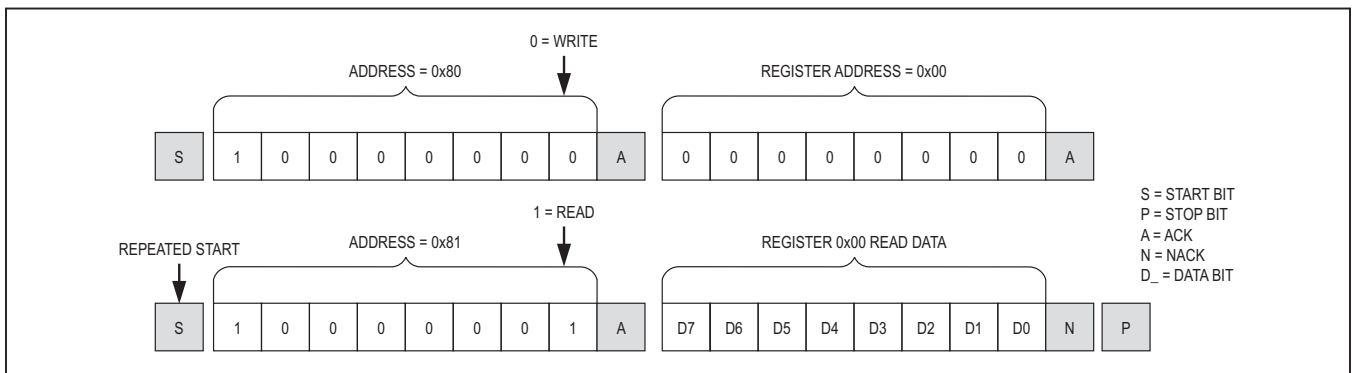 0 = WRITE
ADDRESS = 0x80 REGISTER ADDRESS = 0x00
S 1 0 0 0 0 0 0 0 A 0 0 0 0 0 0 0 0 A
S = START BIT
P = STOP BIT
A = ACK
N = NACK
D_ = DATA BIT
1 = READ
REPEATED START ADDRESS = 0x81 REGISTER 0x00 READ DATA
S 1 0 0 0 0 0 0 1 A D7 D6 D5 D4 D3 D2 D1 D0 N P